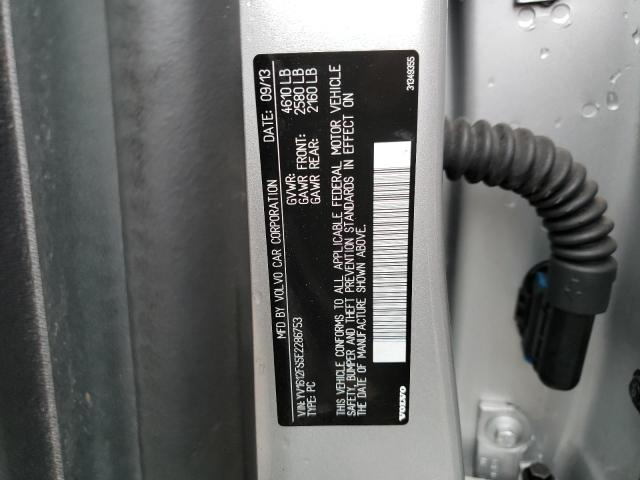 MFD BY VOLVO CAR CORPORATION DATE: 09/13
GVWR: 4610 LB
GAWR FRONT: 2580 LB
GAWR REAR: 2160 LB
VIN: YV1612FS5E2286753
TYPE: PC
THIS VEHICLE CONFORMS TO ALL APPLICABLE FEDERAL MOTOR VEHICLE
SAFETY, BUMPER AND THEFT PREVENTION STANDARDS IN EFFECT ON
THE DATE OF MANUFACTURE SHOWN ABOVE.
VOLVO
31349355